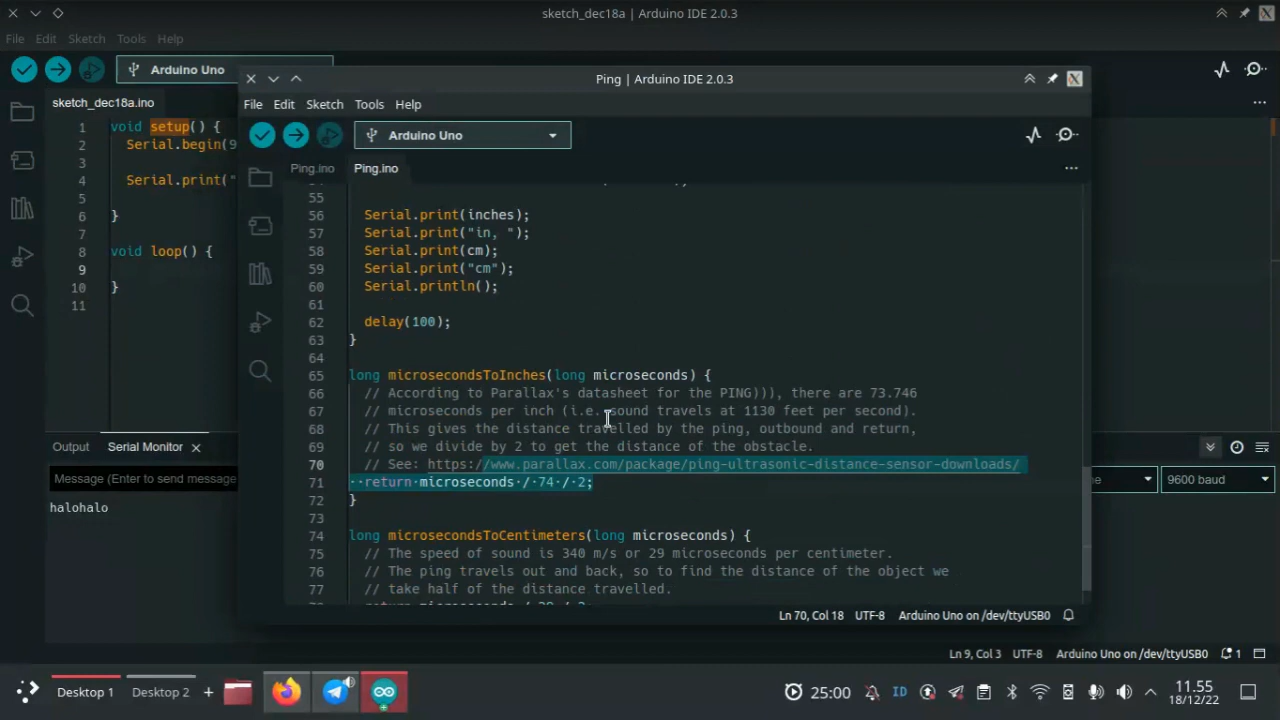 sketch_dec18a | Arduino IDE 2.0.3
File Edit Sketch Tools Help
Arduino Uno
sketch_dec18a.ino
1 void setup() {
2 Serial.begin(9
3
4 Serial.print("
5
6 }
7
8 void loop() {
9
10 }
11
Ping | Arduino IDE 2.0.3
File Edit Sketch Tools Help
Arduino Uno
Ping.ino Ping.ino
55
56 Serial.print(inches);
57 Serial.print("in, ");
58 Serial.print(cm);
59 Serial.print("cm");
60 Serial.println();
61
62 delay(100);
63 }
64
65 long microsecondsToInches(long microseconds) {
66 // According to Parallax's datasheet for the PING))), there are 73.746
67 // microseconds per inch (i.e. sound travels at 1130 feet per second).
68 // This gives the distance travelled by the ping, outbound and return,
69 // so we divide by 2 to get the distance of the obstacle.
70 // See: https://www.parallax.com/package/ping-ultrasonic-distance-sensor-downloads/
71 return microseconds / 74 / 2;
72 }
73
74 long microsecondsToCentimeters(long microseconds) {
75 // The speed of sound is 340 m/s or 29 microseconds per centimeter.
76 // The ping travels out and back, so to find the distance of the object we
77 // take half of the distance travelled.
78 return microseconds / 29 / 2;
Ln 70, Col 18 UTF-8 Arduino Uno on /dev/ttyUSB0
Output Serial Monitor
Message (Enter to send message
9600 baud
halohalo
Ln 9, Col 3 UTF-8 Arduino Uno on /dev/ttyUSB0 1
Desktop 1 Desktop 2 + 25:00 ID 11.55
18/12/22